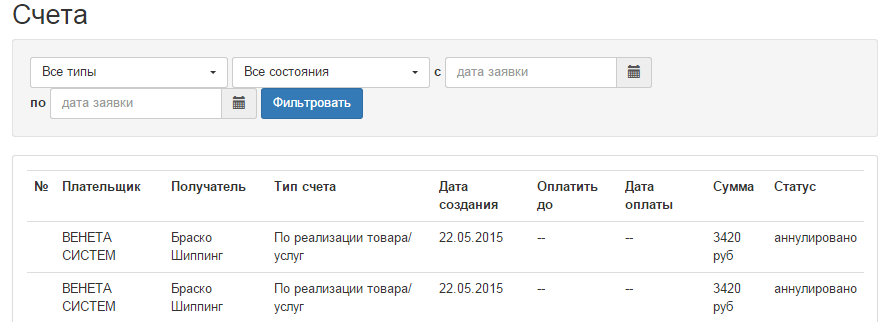 Счета
Все типы Все состояния с дата заявки
по дата заявки Фильтровать
№ Плательщик Получатель Тип счета Дата создания Оплатить до Дата оплаты Сумма Статус
ВЕНЕТА СИСТЕМ Браско Шиппинг По реализации товара/услуг 22.05.2015 -- -- 3420 руб аннулировано
ВЕНЕТА СИСТЕМ Браско Шиппинг По реализации товара/услуг 22.05.2015 -- -- 3420 руб аннулировано